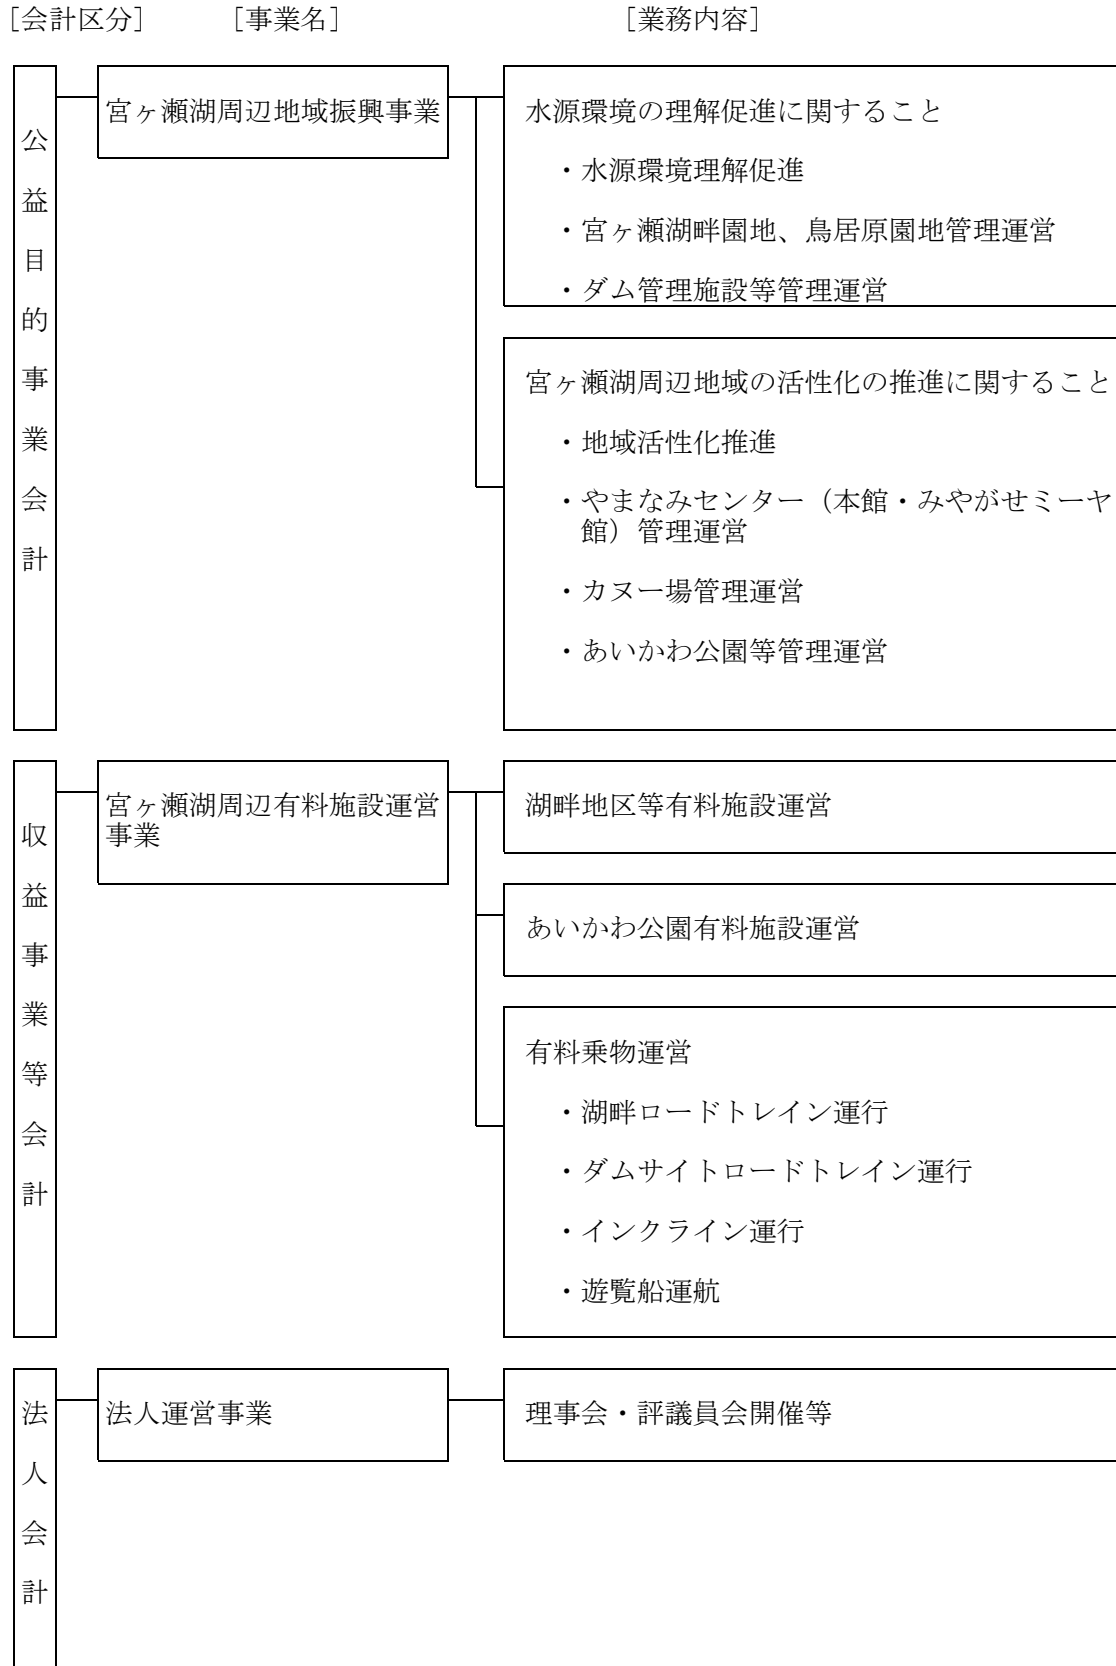 ［会計区分］　　　［事業名］　　　　　　　　　［業務内容］
公益目的事業会計
宮ヶ瀬湖周辺地域振興事業
水源環境の理解促進に関すること
・水源環境理解促進
・宮ヶ瀬湖畔園地、鳥居原園地管理運営
・ダム管理施設等管理運営
宮ヶ瀬湖周辺地域の活性化の推進に関すること
・地域活性化推進
・やまなみセンター（本館・みやがせミーヤ
館）管理運営
・カヌー場管理運営
・あいかわ公園等管理運営
収益事業等会計
宮ヶ瀬湖周辺有料施設運営
事業
湖畔地区等有料施設運営
あいかわ公園有料施設運営
有料乗物運営
・湖畔ロードトレイン運行
・ダムサイトロードトレイン運行
・インクライン運行
・遊覧船運航
法人会計
法人運営事業
理事会・評議員会開催等